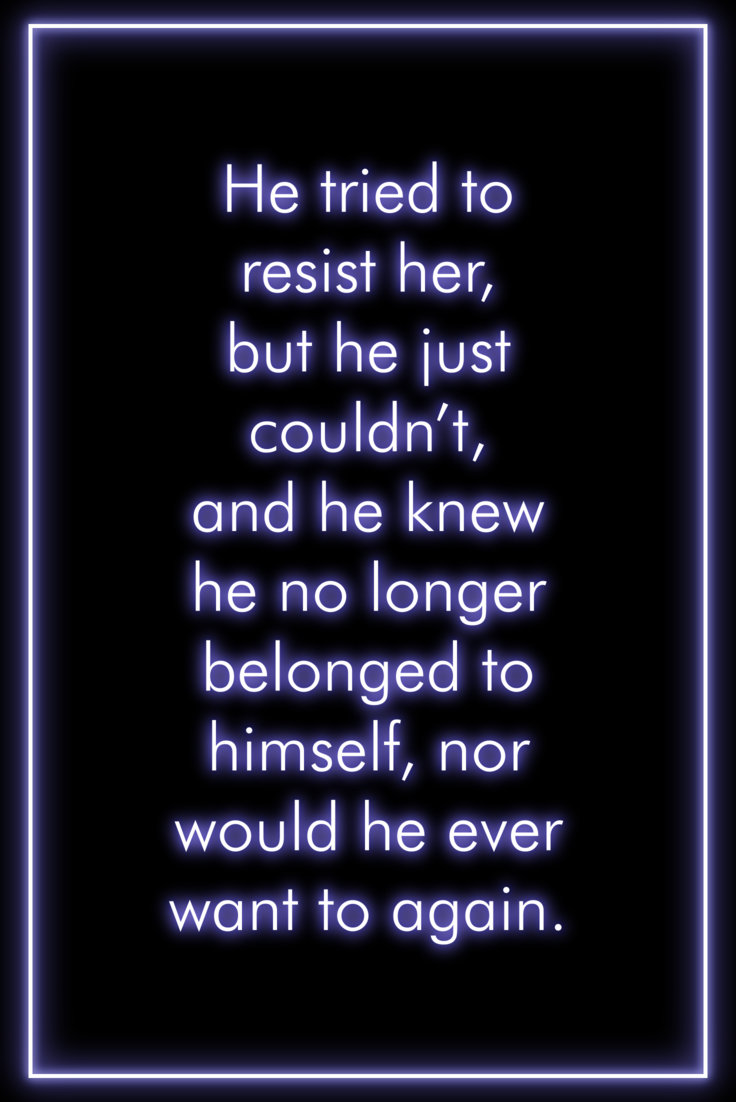 He tried to
resist her,
but he just
couldn’t,
and he knew
he no longer
belonged to
himself, nor
would he ever
want to again.